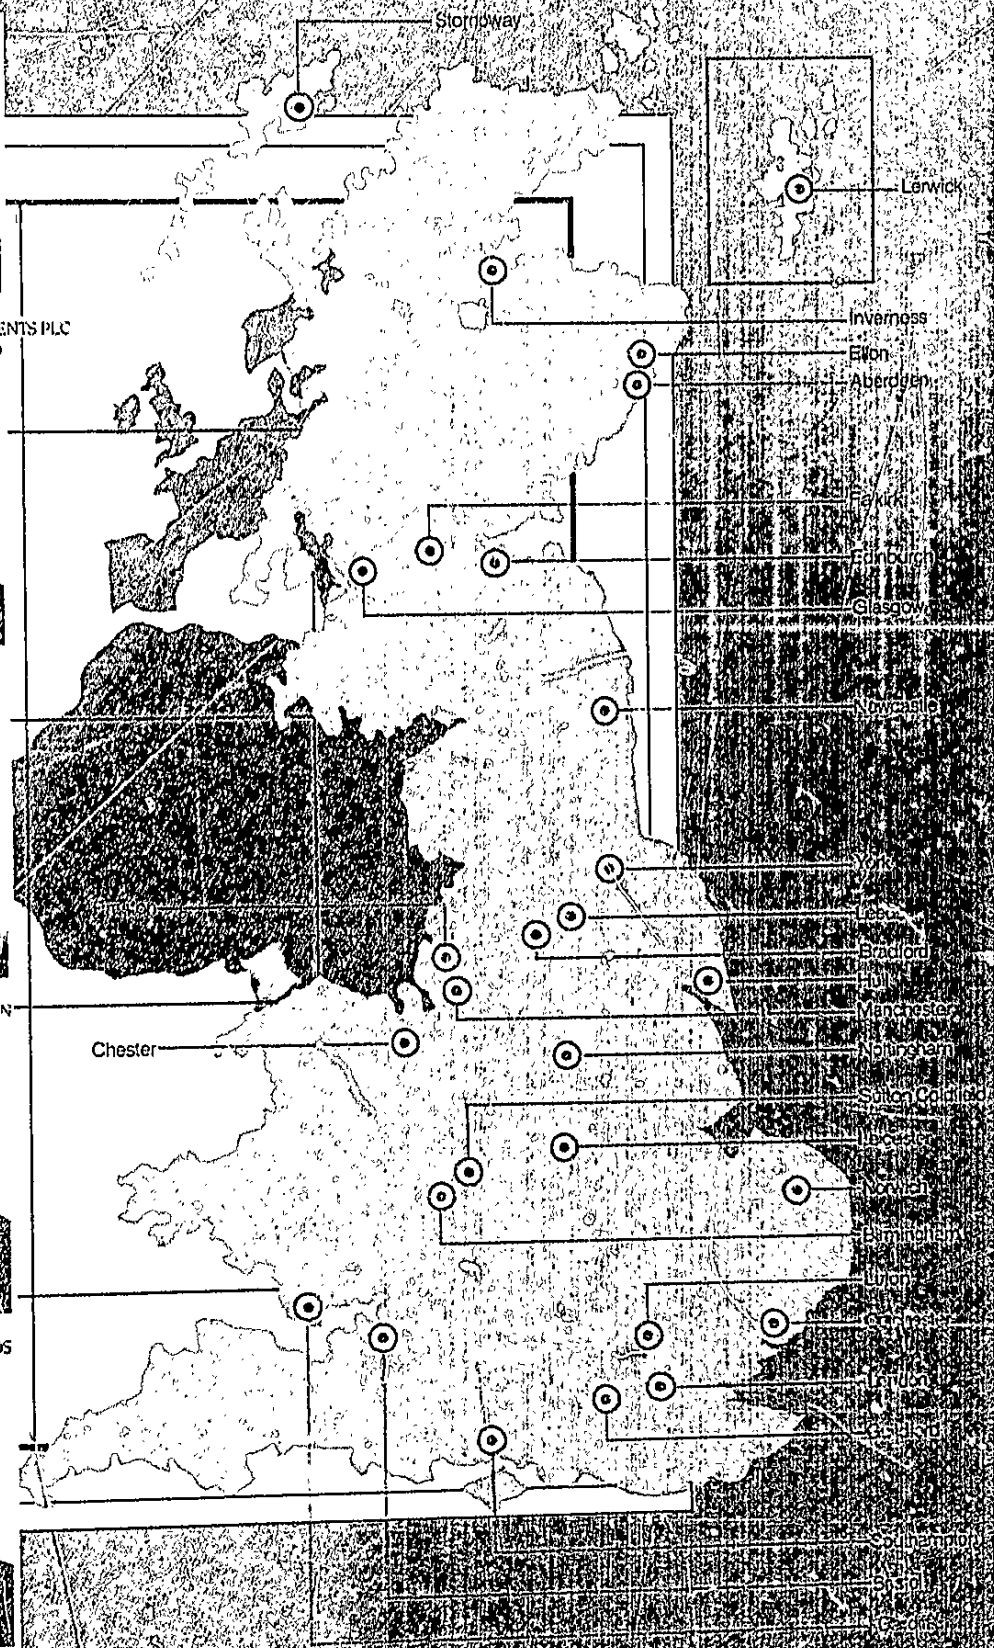 Stornoway
Lerwick
ENTS PLC
Inverness
Ellon
Aberdeen
Falkirk
Edinburgh
Glasgow
Newcastle
York
Leeds
Bradford
Hull
Manchester
Chester
Nottingham
Sutton Coldfield
Leicester
Norwich
Birmingham
Luton
London
Guildford
Southampton
Bristol